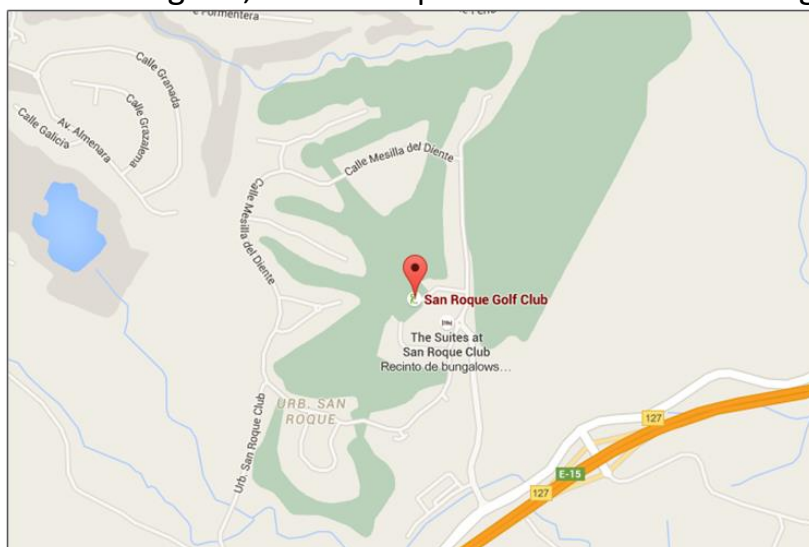 Calle Granada
Calle Grazalema
Av. Almenara
Calle Galicia
Calle Mesilla del Diente
Calle Mesilla del Diente
San Roque Golf Club
The Suites at
San Roque Club
Recinto de bungalows...
URB. SAN
ROQUE
Urb. San Roque Club
127
E-15
127